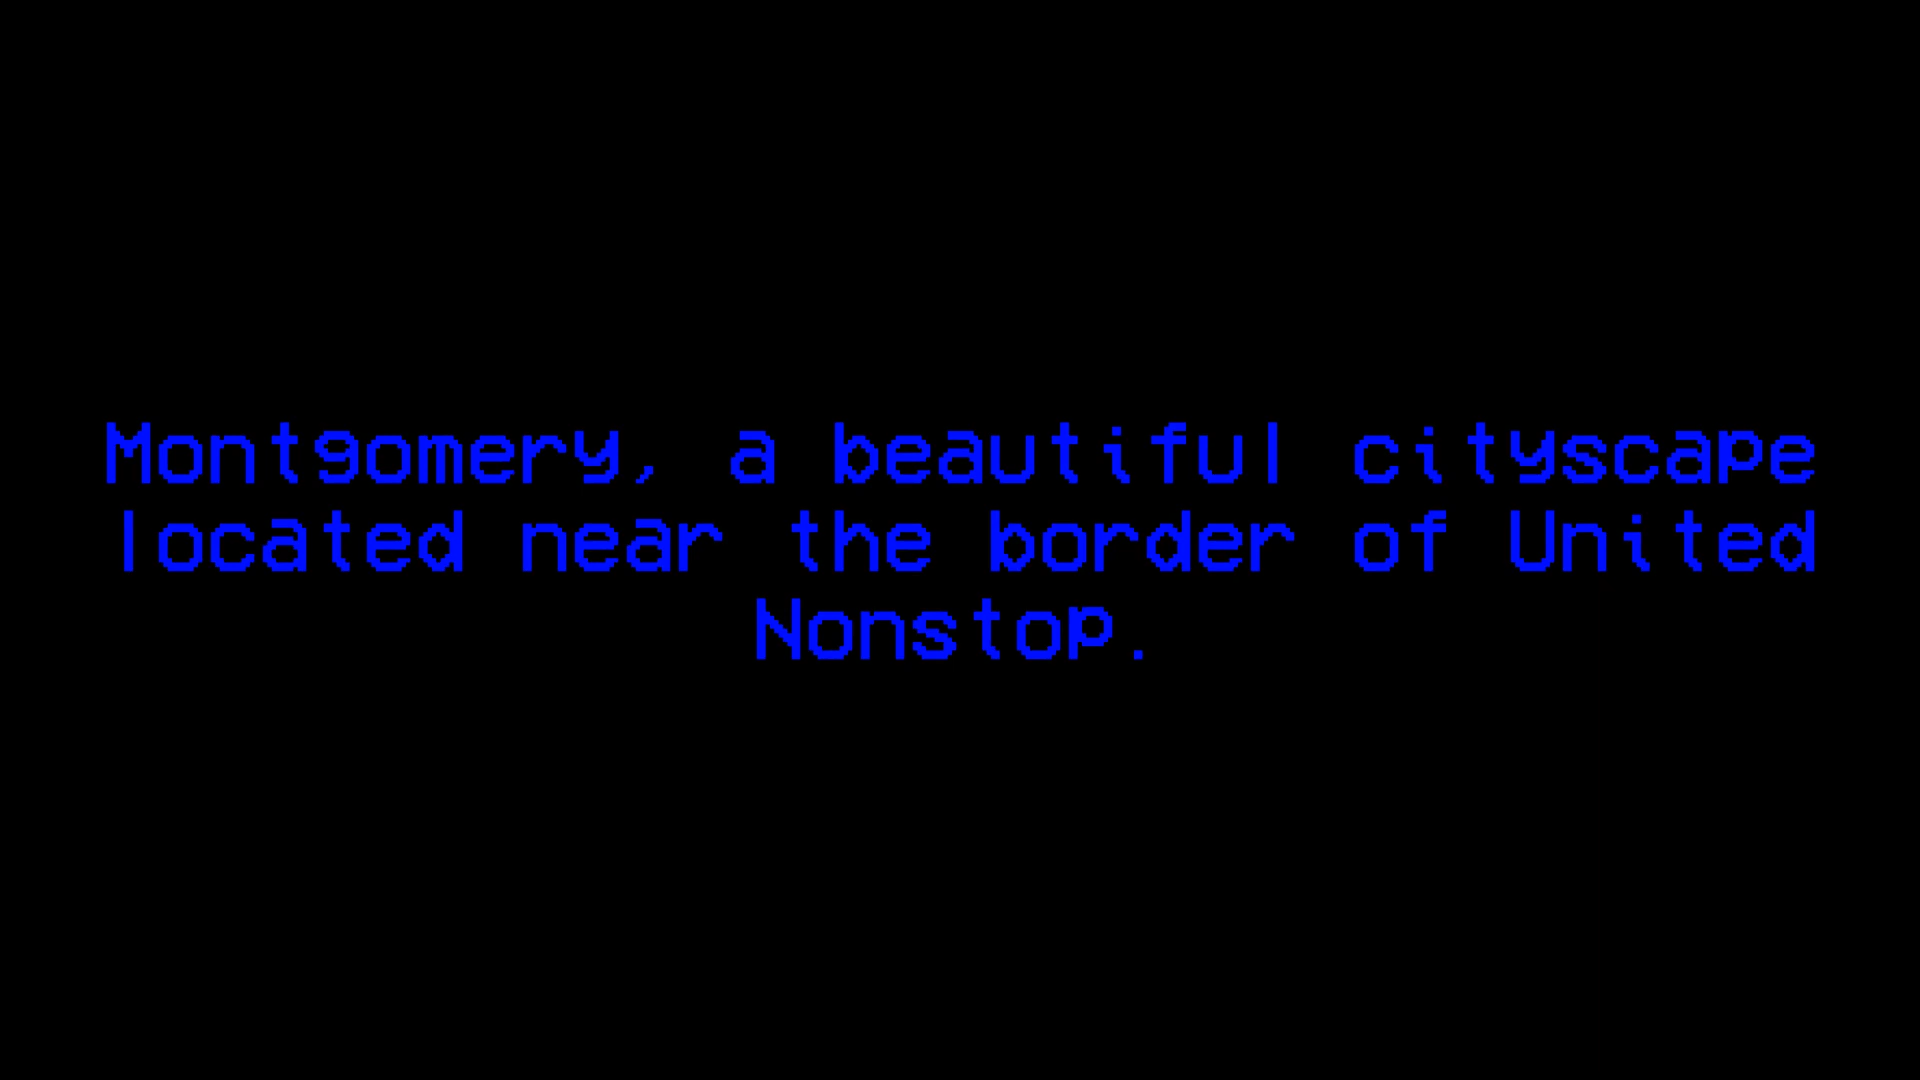 Montgomery, a beautiful cityscape
located near the border of United
Nonstop.